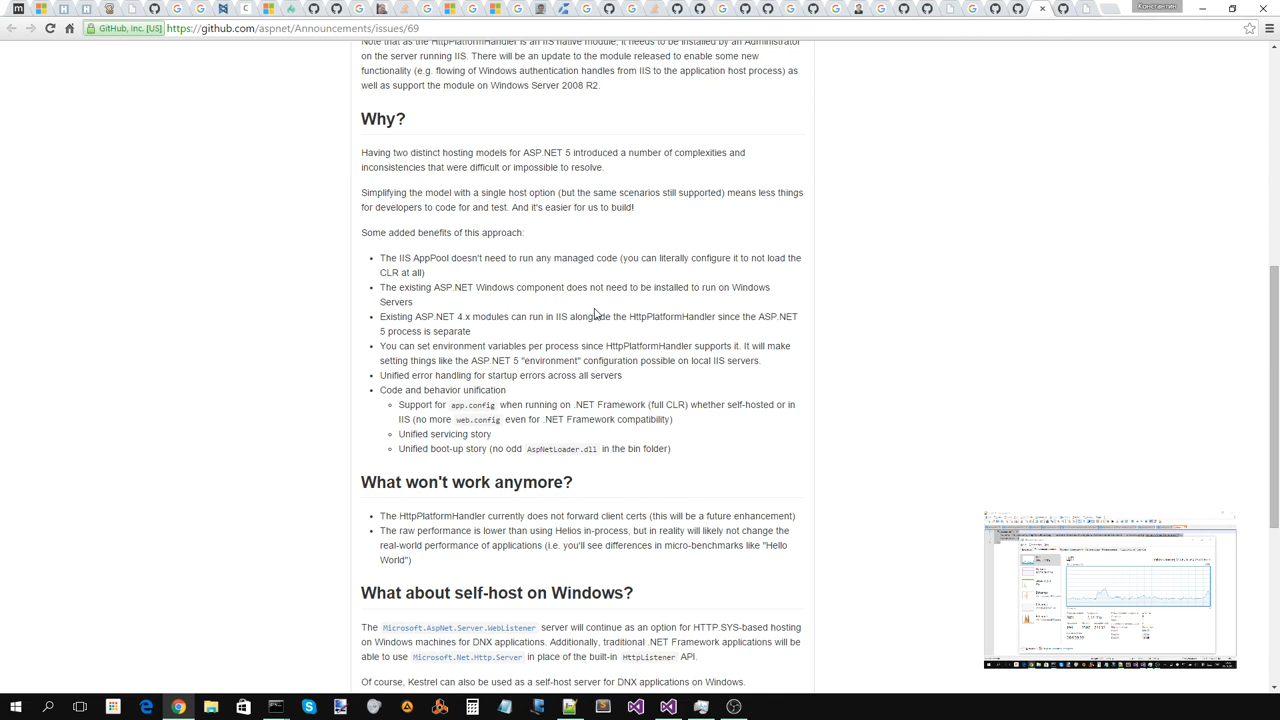 Константин
GitHub, Inc. [US]
https://github.com/aspnet/Announcements/issues/69
Note that as the HttpPlatformHandler is an IIS native module, it needs to be installed by an Administrator
on the server running IIS. There will be an update to the module released to enable some new
functionality (e.g. flowing of Windows authentication handles from IIS to the application host process) as
well as support the module on Windows Server 2008 R2.
Why?
Having two distinct hosting models for ASP.NET 5 introduced a number of complexities and
inconsistencies that were difficult or impossible to resolve.
Simplifying the model with a single host option (but the same scenarios still supported) means less things
for developers to code for and test. And it's easier for us to build!
Some added benefits of this approach:
• The IIS AppPool doesn't need to run any managed code (you can literally configure it to not load the
CLR at all)
• The existing ASP.NET Windows component does not need to be installed to run on Windows
Servers
• Existing ASP.NET 4.x modules can run in IIS alongside the HttpPlatformHandler since the ASP.NET
5 process is separate
• You can set environment variables per process since HttpPlatformHandler supports it. It will make
setting things like the ASP.NET 5 "environment" configuration possible on local IIS servers.
• Unified error handling for startup errors across all servers
• Code and behavior unification
◦ Support for app.config when running on .NET Framework (full CLR) whether self-hosted or in
IIS (no more web.config even for .NET Framework compatibility)
◦ Unified servicing story
◦ Unified boot-up story (no odd AspNetLoader.dll in the bin folder)
What won't work anymore?
• The HttpPlatformHandler currently does not forward client certs (this will be a future enhancement)
• The raw performance is lower than using Helios in-process, but in reality will likely not change the
real-world performance of applications (i.e. you'll see differences in micro-benchmarks like "Hello
World")
What about self-host on Windows?
The Microsoft.AspNet.Server.WebListener server will continue as an option for HTTP.SYS-based hosting
on Windows machines for DNX applications. Additionally, traditional .NET Framework applications will be
able to use Microsoft.Net.Http.Server in place of the built-in HttpListener API.
Of course, Kestrel can also be used as a self-host server for DNX applications on Windows.